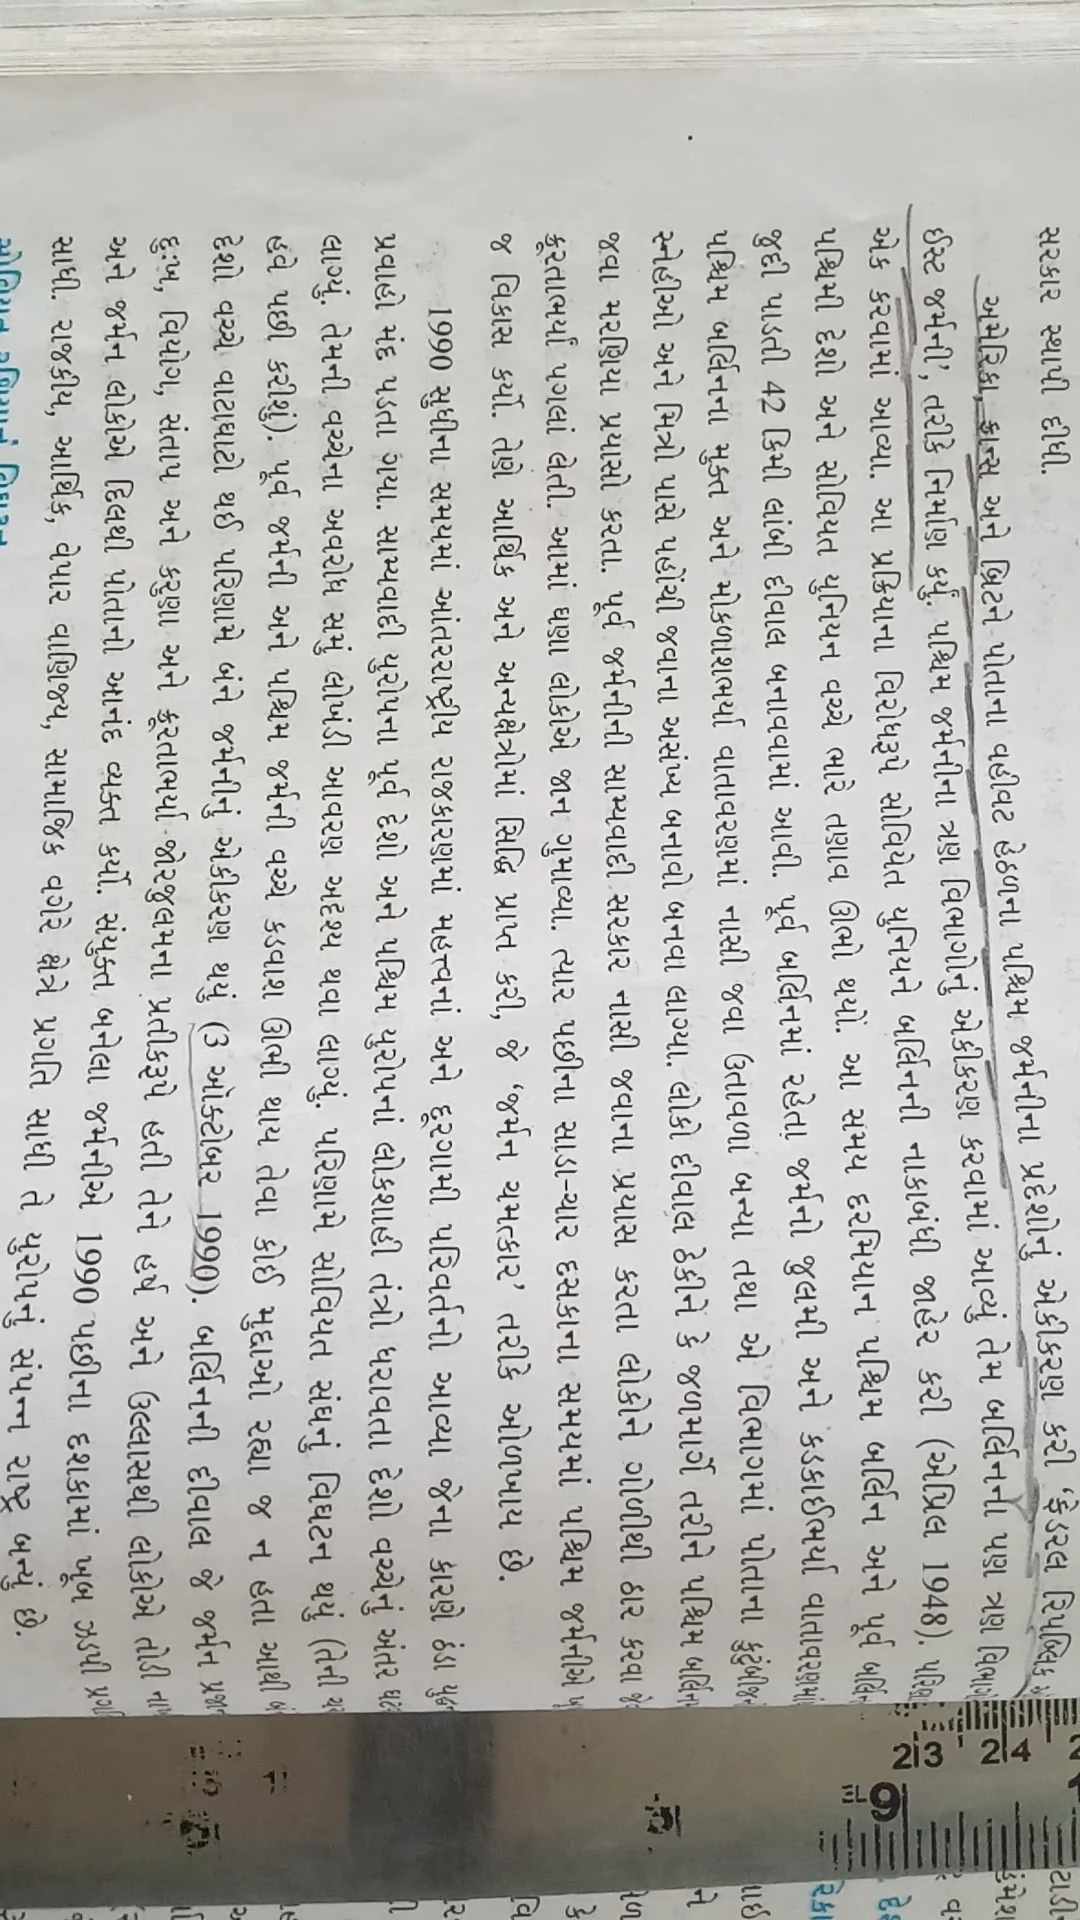 સરકાર સ્થાપી દીધી.
અમેરિકા, ફ્રાન્સ અને બ્રિટને પોતાના વહીવટ હેઠળના પશ્ચિમ જર્મનીના પ્રદેશોનું એકીકરણ કરી ‘ફેડરલ રિપબ્લિક
ઈસ્ટ જર્મની’, તરીકે નિર્માણ કર્યું. પશ્ચિમ જર્મનીના ત્રણ વિભાગોનું એકીકરણ કરવામાં આવ્યું તેમ બર્લિનની પણ ત્રણ
એક કરવામાં આવ્યા. આ પ્રક્રિયાના વિરોધરૂપે સોવિયેત યુનિયને બર્લિનની નાકાબંધી જાહેર કરી (એપ્રિલ 1948).
પશ્ચિમી દેશો અને સોવિયત યુનિયન વચ્ચે ભારે તણાવ ઊભો થયો. આ સમય દરમિયાન પશ્ચિમ બર્લિન અને પૂર્વ
જુદી પાડતી 42 કિમી લાંબી દીવાલ બનાવવામાં આવી. પૂર્વ બર્લિનમાં રહેતા જર્મનો જુલમી અને કડકાઈભર્યા વાતાવરણમાં
પશ્ચિમ બર્લિનના મુક્ત અને મોકળાશભર્યા વાતાવરણમાં નાસી જવા ઉતાવળા બન્યા તથા એ વિભાગમાં પોતાના
સ્નેહીઓ અને મિત્રો પાસે પહોંચી જવાના અસંખ્ય બનાવો બનવા લાગ્યા. લોકો દીવાલ ઠેકીને કે જળમાર્ગે તરીને પશ્ચિમ
જવા મરણિયા પ્રયાસો કરતા. પૂર્વ જર્મનીની સામ્યવાદી સરકાર નાસી જવાના પ્રયાસ કરતા લોકોને ગોળીથી ઠાર કરવા
ક્રૂરતાભર્યા પગલાં લેતી. આમાં ઘણા લોકોએ જાન ગુમાવ્યા. ત્યાર પછીના સાડા-ચાર દસકાના સમયમાં પશ્ચિમ જર્મનીએ
જ વિકાસ કર્યો. તેણે આર્થિક અને અન્યક્ષેત્રોમાં સિદ્ધિ પ્રાપ્ત કરી, જે ‘જર્મન ચમત્કાર’ તરીકે ઓળખાય છે.
1990 સુધીના સમયમાં આંતરરાષ્ટ્રીય રાજકારણમાં મહત્વનાં અને દૂરગામી પરિવર્તનો આવ્યા જેના કારણે ઠંડા
પ્રવાહો મંદ પડતા ગયા. સામ્યવાદી યુરોપના પૂર્વ દેશો અને પશ્ચિમ યુરોપનાં લોકશાહી તંત્રો ધરાવતા દેશો વચ્ચેનું અંતર
લાગ્યું. તેમની વચ્ચેના અવરોધ સમું લોખંડી આવરણ અદૃશ્ય થવા લાગ્યું. પરિણામે સોવિયત સંઘનું વિઘટન થયું (તેની
હવે પછી કરીશું). પૂર્વ જર્મની અને પશ્ચિમ જર્મની વચ્ચે કડવાશ ઊભી થાય તેવા કોઈ મુદ્દાઓ રહ્યા જ ન હતા આથી
દેશો વચ્ચે વાટાઘાટો થઈ પરિણામે બંને જર્મનીનું એકીકરણ થયું (3 ઓક્ટોબર 1990). બર્લિનની દીવાલ જે જર્મન
દુઃખ, વિયોગ, સંતાપ અને કરુણા અને ક્રૂરતાભર્યા જોરજુલમના પ્રતીકરૂપે હતી તેને હર્ષ અને ઉલ્લાસથી લોકોએ તોડી
અને જર્મન લોકોએ દિલથી પોતાનો આનંદ વ્યક્ત કર્યો. સંયુક્ત બનેલા જર્મનીએ 1990 પછીના દશકામાં ખૂબ ઝડપી
સાધી. રાજકીય, આર્થિક, વેપાર વાણિજ્ય, સામાજિક વગેરે ક્ષેત્રે પ્રગતિ સાધી તે યુરોપનું સંપન્ન રાષ્ટ્ર બન્યું છે.
23 24
9